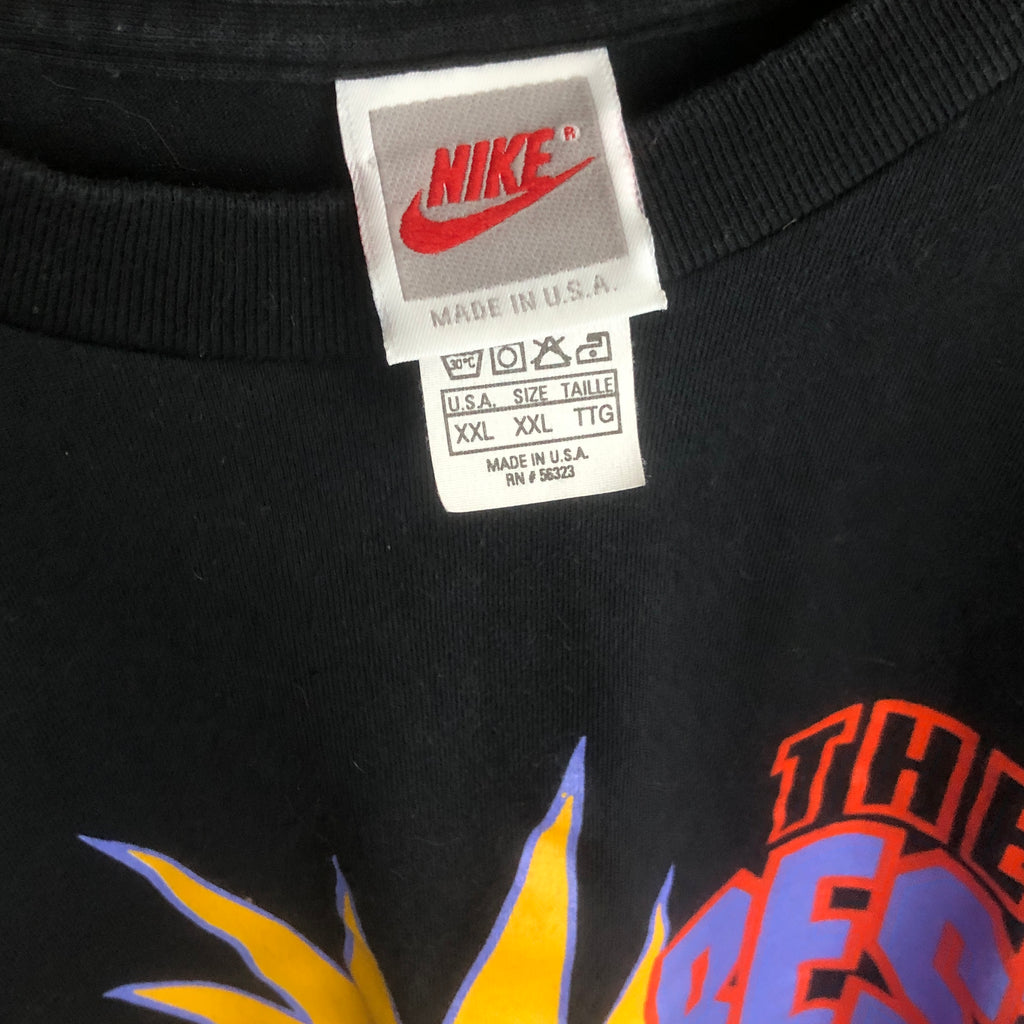 NIKE®
MADE IN U.S.A.
30°C
U.S.A. SIZE TAILLE
XXL XXL TTG
MADE IN U.S.A.
RN # 56323
THE